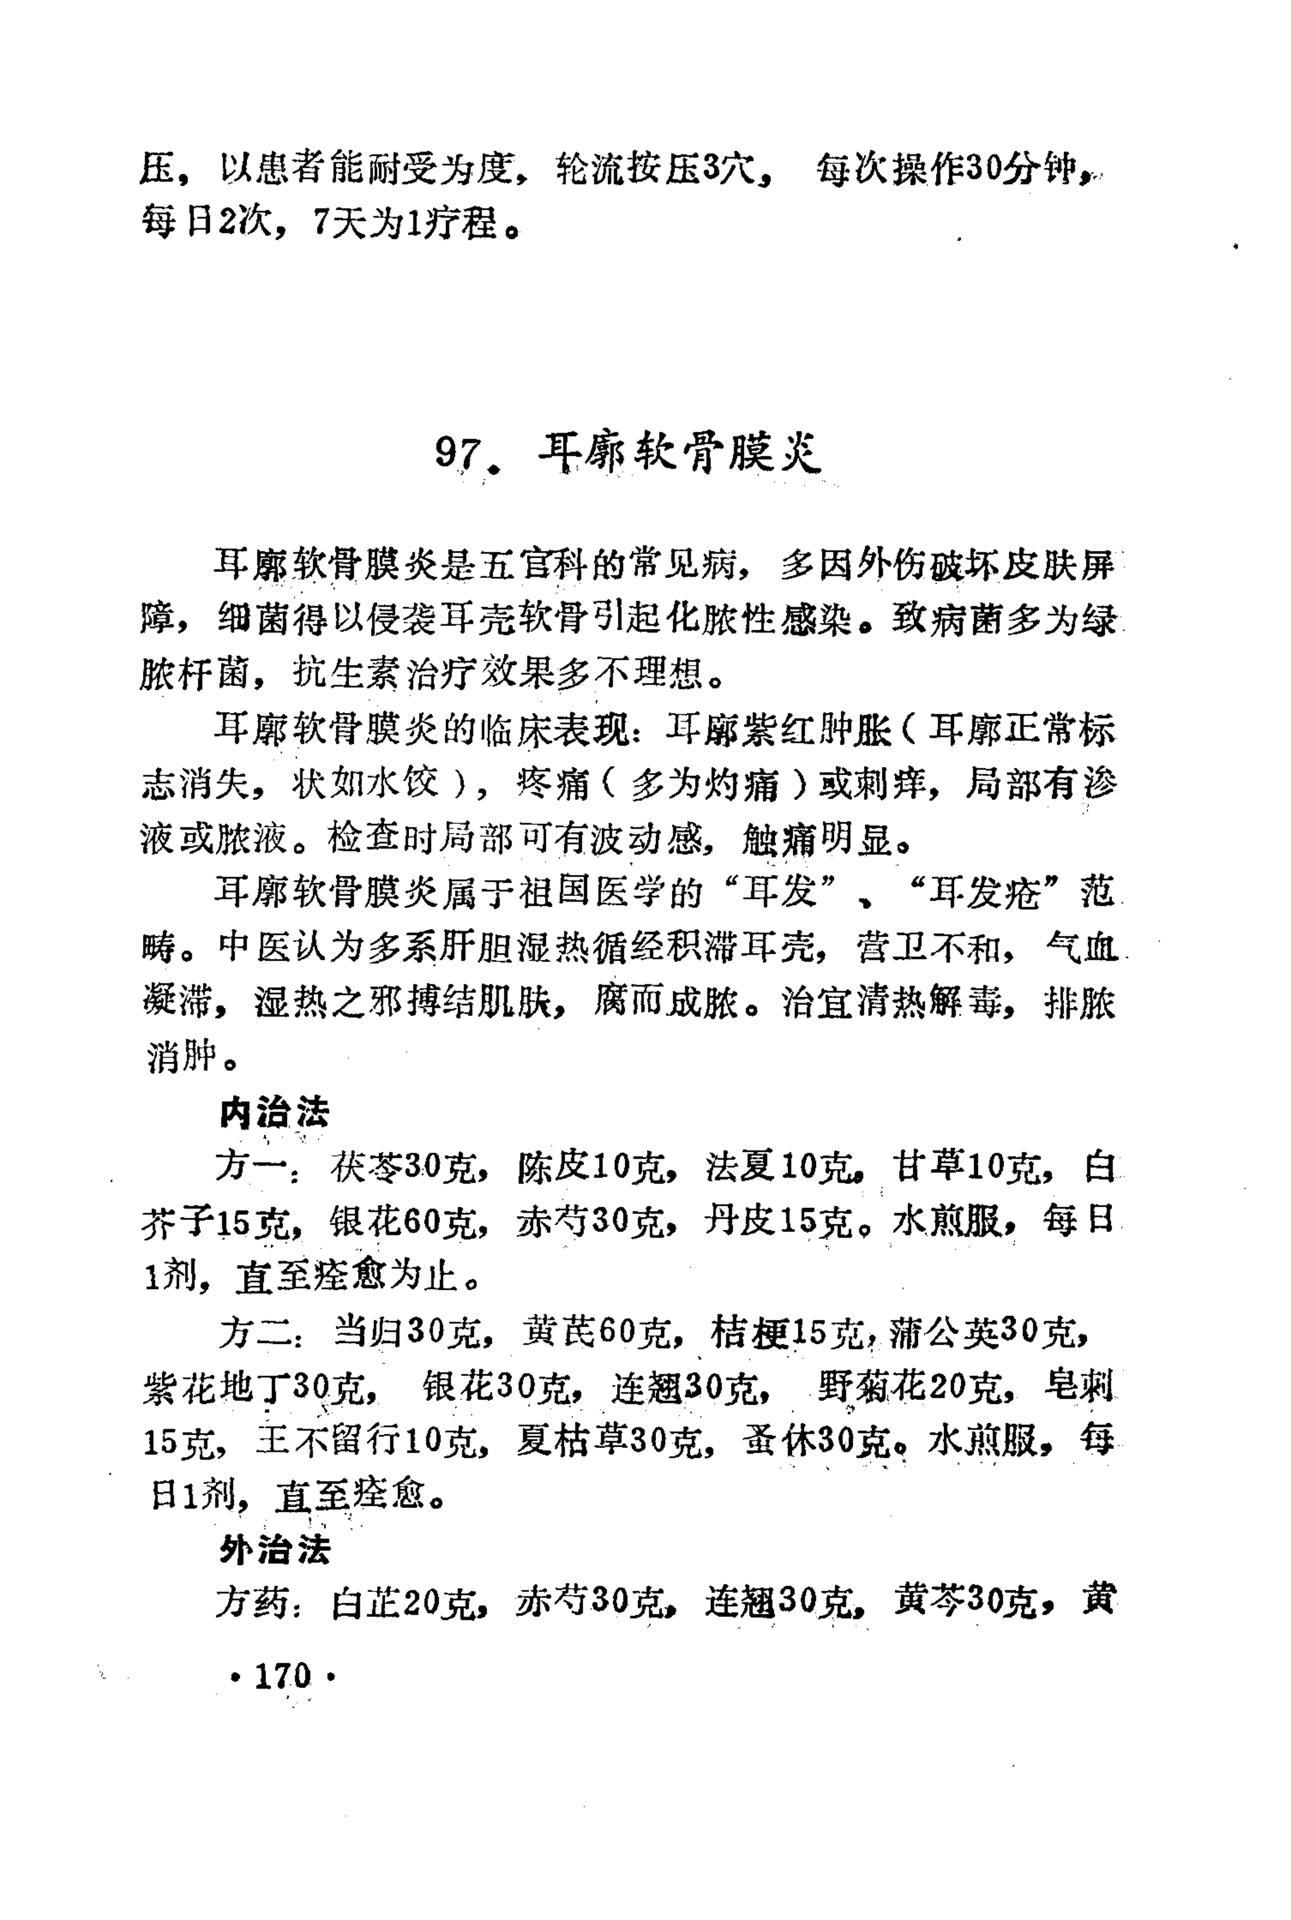 压，以患者能耐受为度，轮流按压3穴，每次操作30分钟，
每日2次，7天为1疗程。
97．耳廓软骨膜炎
耳廓软骨膜炎是五官科的常见病，多因外伤破坏皮肤屏
障，细菌得以侵袭耳壳软骨引起化脓性感染。致病菌多为绿
脓杆菌，抗生素治疗效果多不理想。
耳廓软骨膜炎的临床表现：耳廓紫红肿胀（耳廓正常标
志消失，状如水饺），疼痛（多为灼痛）或刺痒，局部有渗
液或脓液。检查时局部可有波动感，触痛明显。
耳廓软骨膜炎属于祖国医学的“耳发”、“耳发疮”范
畴。中医认为多系肝胆湿热循经积滞耳壳，营卫不和，气血
凝滞，湿热之邪搏结肌肤，腐而成脓。治宜清热解毒，排脓
消肿。
内治法
方一：茯苓30克，陈皮10克，法夏10克，甘草10克，白
芥子15克，银花60克，赤芍30克，丹皮15克。水煎服，每日
1剂，直至痊愈为止。
方二：当归30克，黄芪60克，桔梗15克，蒲公英30克，
紫花地丁30克，银花30克，连翘30克，野菊花20克，皂刺
15克，王不留行10克，夏枯草30克，蚤休30克。水煎服，每
日1剂，直至痊愈。
外治法
方药：白芷20克，赤芍30克，连翘30克，黄芩30克，黄
·170·